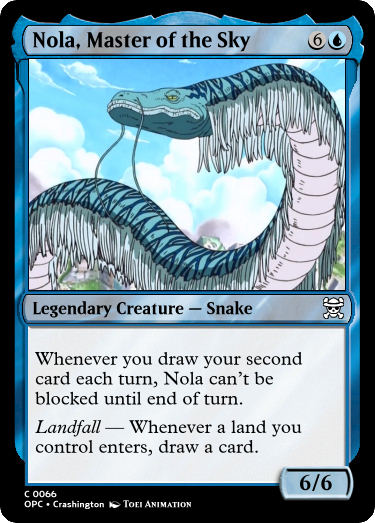 Nola, Master of the Sky 6
Legendary Creature — Snake
Whenever you draw your second
card each turn, Nola can't be
blocked until end of turn.
Landfall — Whenever a land you
control enters, draw a card.
6/6
C 0066
OPC • Crashington TOEI ANIMATION